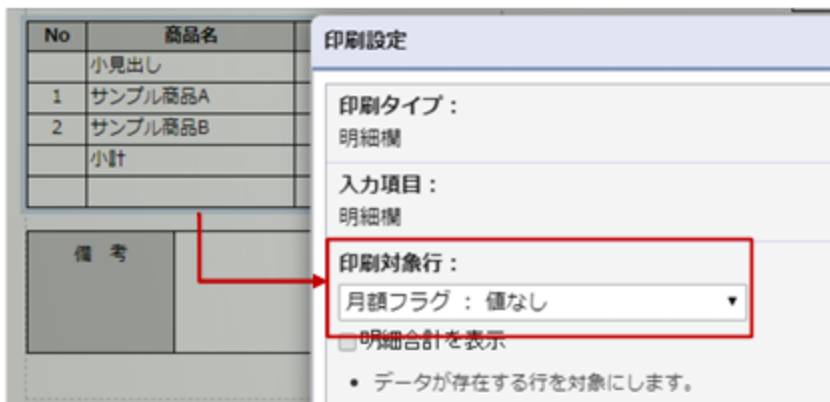 No 商品名
小見出し
1 サンプル商品A
2 サンプル商品B
小計
備 考
印刷設定
印刷タイプ：
明細欄
入力項目：
明細欄
印刷対象行：
月額フラグ ： 値なし
明細合計を表示
• データが存在する行を対象にします。